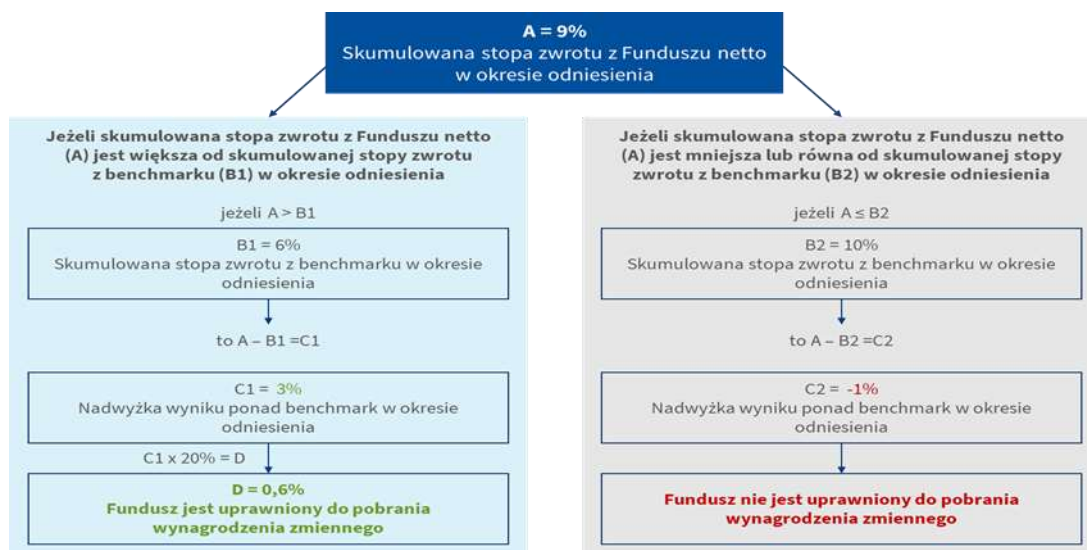 A = 9%
Skumulowana stopa zwrotu z Funduszu netto
w okresie odniesienia
Jeżeli skumulowana stopa zwrotu z Funduszu netto
(A) jest większa od skumulowanej stopy zwrotu
z benchmarku (B1) w okresie odniesienia
jeżeli A > B1
B1 = 6%
Skumulowana stopa zwrotu z benchmarku w okresie
odniesienia
to A – B1 =C1
C1 = 3%
Nadwyżka wyniku ponad benchmark w okresie
odniesienia
C1 x 20% = D
D = 0,6%
Fundusz jest uprawniony do pobrania
wynagrodzenia zmiennego
Jeżeli skumulowana stopa zwrotu z Funduszu netto
(A) jest mniejsza lub równa od skumulowanej stopy
zwrotu z benchmarku (B2) w okresie odniesienia
jeżeli A ≤ B2
B2 = 10%
Skumulowana stopa zwrotu z benchmarku w okresie
odniesienia
to A – B2 =C2
C2 = -1%
Nadwyżka wyniku ponad benchmark w okresie
odniesienia
Fundusz nie jest uprawniony do pobrania
wynagrodzenia zmiennego